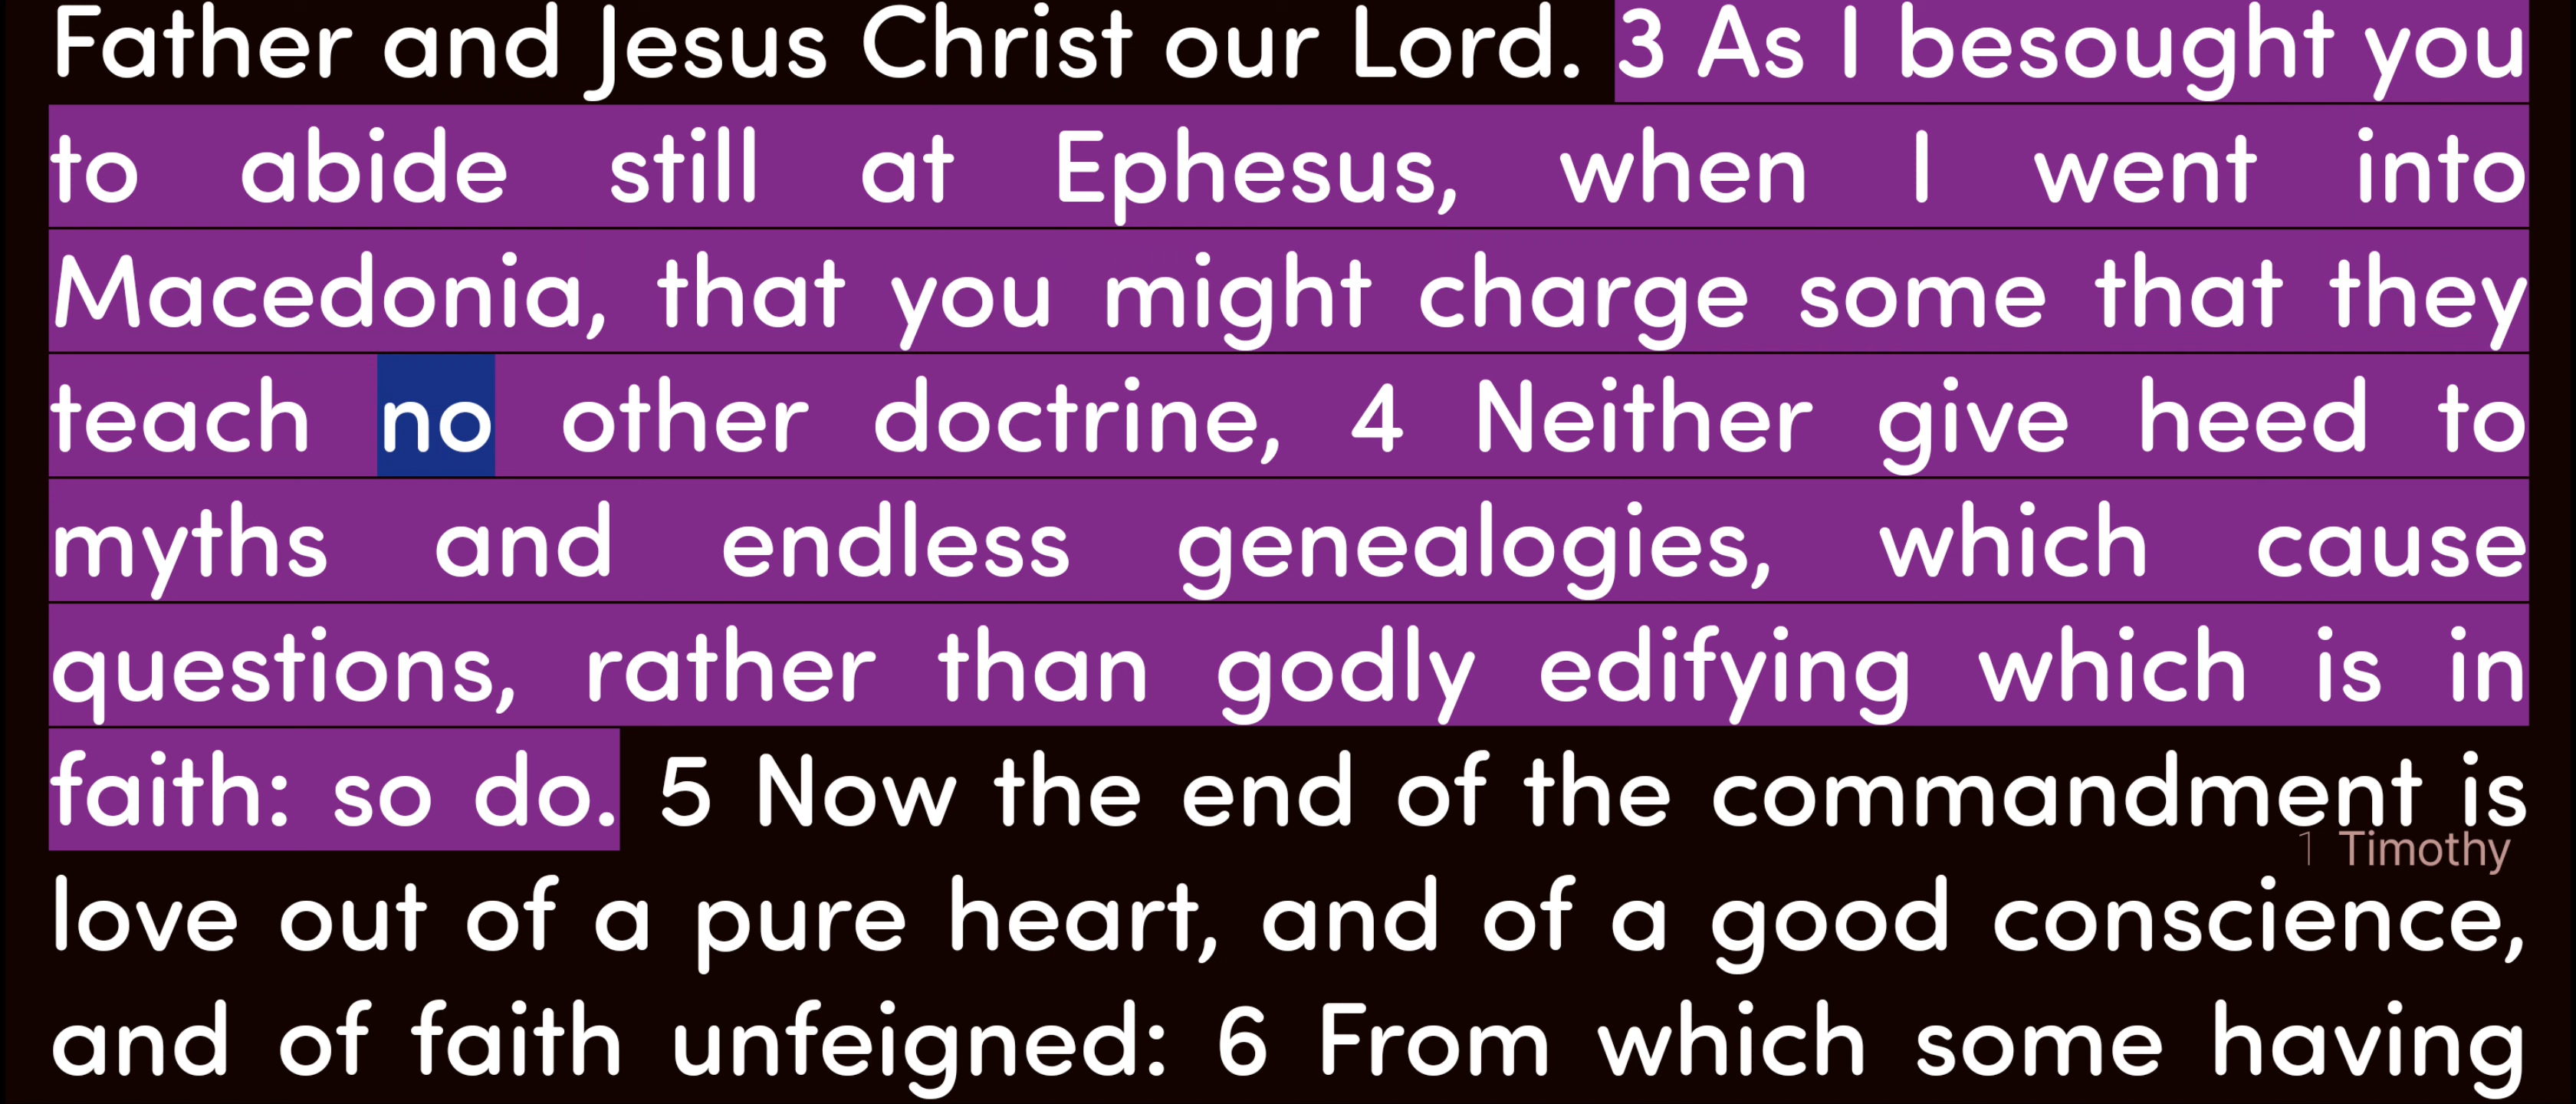 Father and Jesus Christ our Lord. 3 As I besought you
to abide still at Ephesus, when I went into
Macedonia, that you might charge some that they
teach no other doctrine, 4 Neither give heed to
myths and endless genealogies, which cause
questions, rather than godly edifying which is in
faith: so do. 5 Now the end of the commandment is
1 Timothy
love out of a pure heart, and of a good conscience,
and of faith unfeigned: 6 From which some having